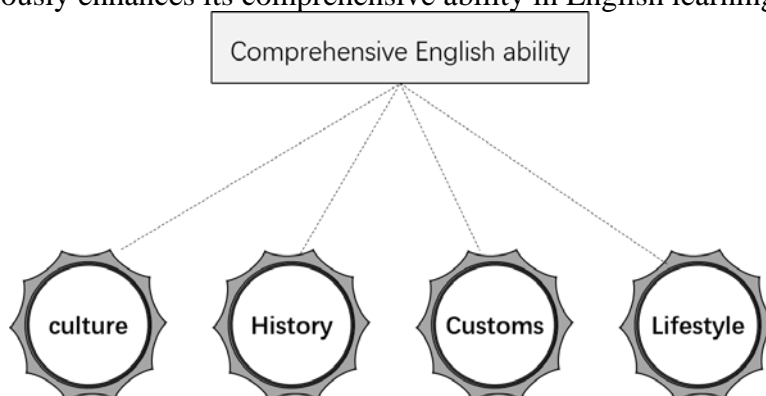 ously enhances its comprehensive ability in English learning
Comprehensive English ability
culture
History
Customs
Lifestyle